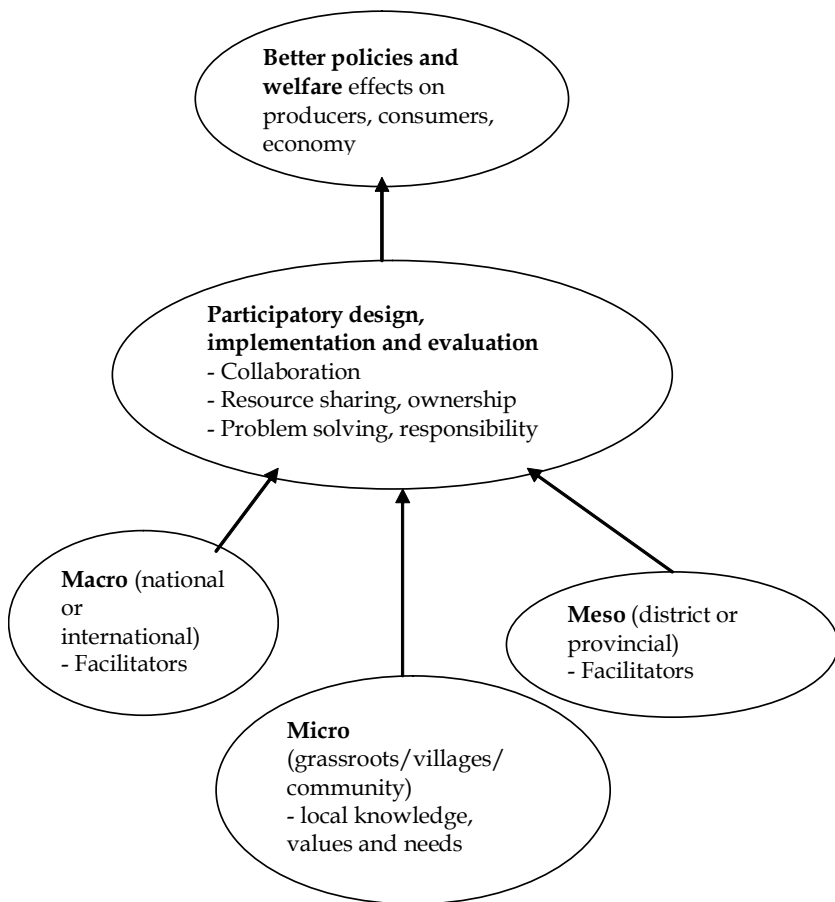 Better policies and
welfare effects on
producers, consumers,
economy
Participatory design,
implementation and evaluation
- Collaboration
- Resource sharing, ownership
- Problem solving, responsibility
Macro (national
or
international)
- Facilitators
Meso (district or
provincial)
- Facilitators
Micro
(grassroots/villages/
community)
- local knowledge,
values and needs